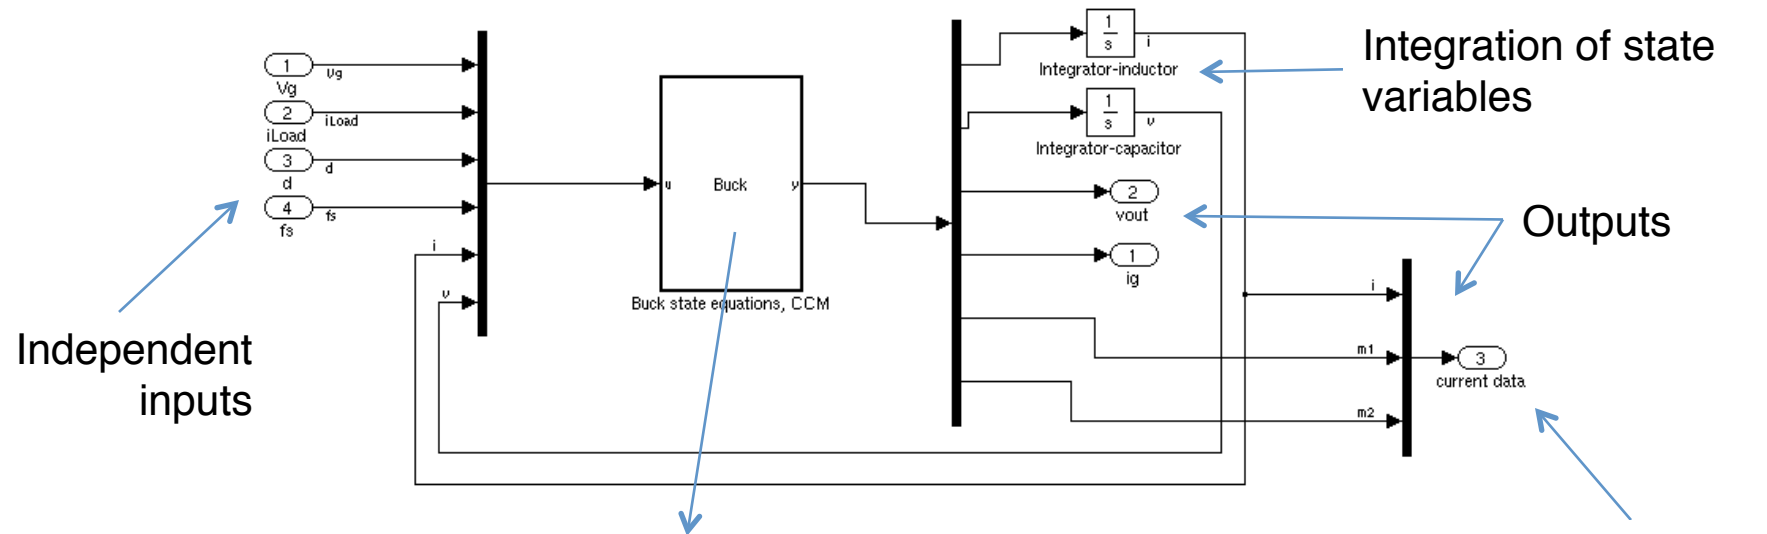 1
s
i
Integrator-inductor
Integration of state
variables
1
Vg
Vg
2
iLoad
iLoad
3
d
d
4
fs
fs
i
v
u
Buck
y
Buck state equations, CCM
1
s
v
Integrator-capacitor
2
vout
1
ig
Outputs
i
m1
m2
3
current data
Independent
inputs